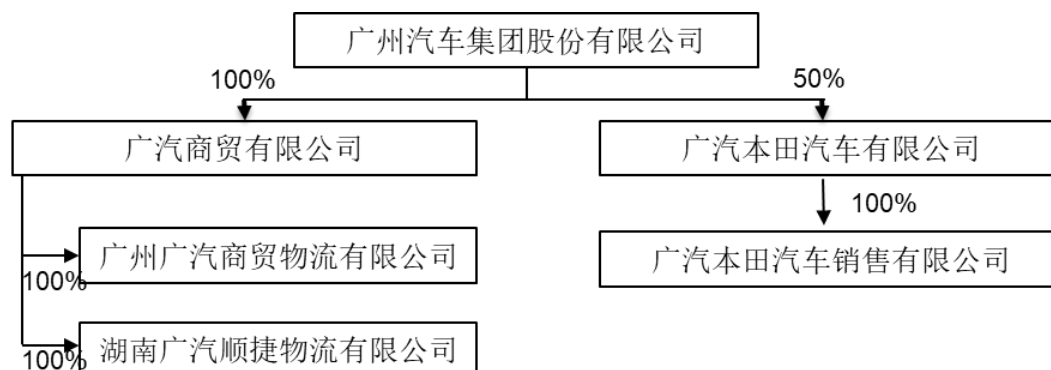 广州汽车集团股份有限公司
100%
50%
广汽商贸有限公司
广汽本田汽车有限公司
100%
广州广汽商贸物流有限公司
广汽本田汽车销售有限公司
100%
湖南广汽顺捷物流有限公司
100%